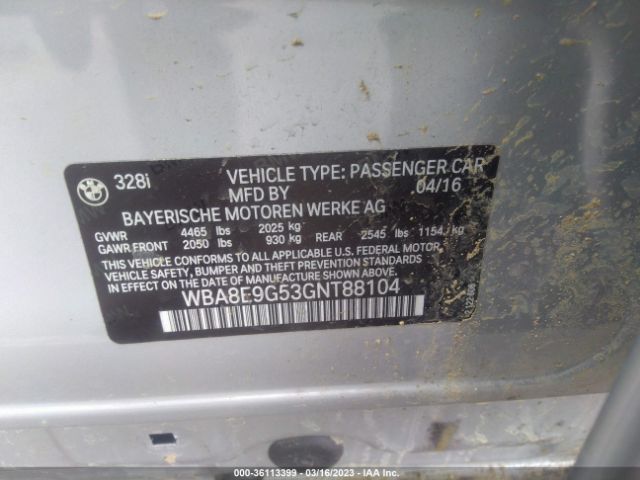 328i
VEHICLE TYPE: PASSENGER CAR
MFD BY 04/16
BAYERISCHE MOTOREN WERKE AG
GVWR 4465 lbs 2025 kg
GAWR FRONT 2050 lbs 930 kg REAR 2545 lbs 1154 kg
THIS VEHICLE CONFORMS TO ALL APPLICABLE U.S. FEDERAL MOTOR
VEHICLE SAFETY, BUMPER AND THEFT PREVENTION STANDARDS
IN EFFECT ON THE DATE OF MANUFACTURE SHOWN ABOVE.
WBA8E9G53GNT88104
000-36113399 - 03/16/2023 - IAA Inc.